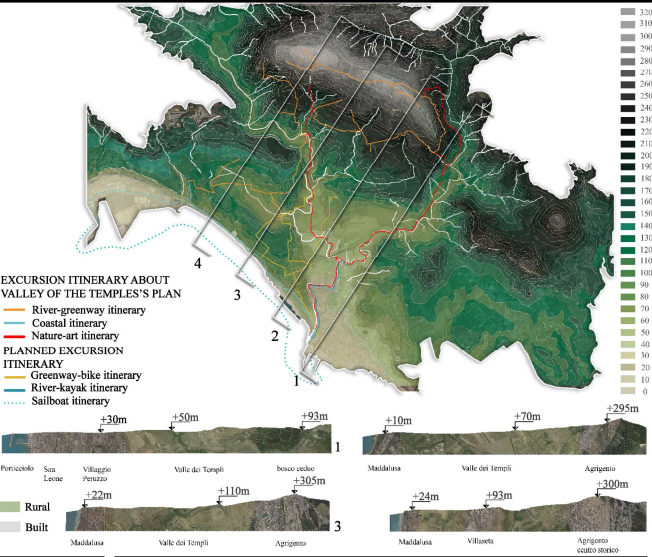 320
310
300
290
280
270
260
250
240
230
220
210
200
190
180
170
160
150
140
130
120
110
100
90
80
70
60
50
40
30
20
10
0
4
3
2
1
EXCURSION ITINERARY ABOUT
VALLEY OF THE TEMPLES'S PLAN
River-greenway itinerary
Coastal itinerary
Nature-art itinerary
PLANNED EXCURSION
ITINERARY
Greenway-bike itinerary
River-kayak itinerary
Sailboat itinerary
+30m +50m +93m
1
Porticciolo San Leone Villaggio Peruzzo Valle dei Templi bosco ceduo
+10m +70m +295m
Maddalusa Valle dei Templi Agrigento
Rural
Built
+22m +110m +305m
3
Maddalusa Valle dei Templi Agrigento
+24m +93m +300m
Maddalusa Villaseta Agrigento centro storico